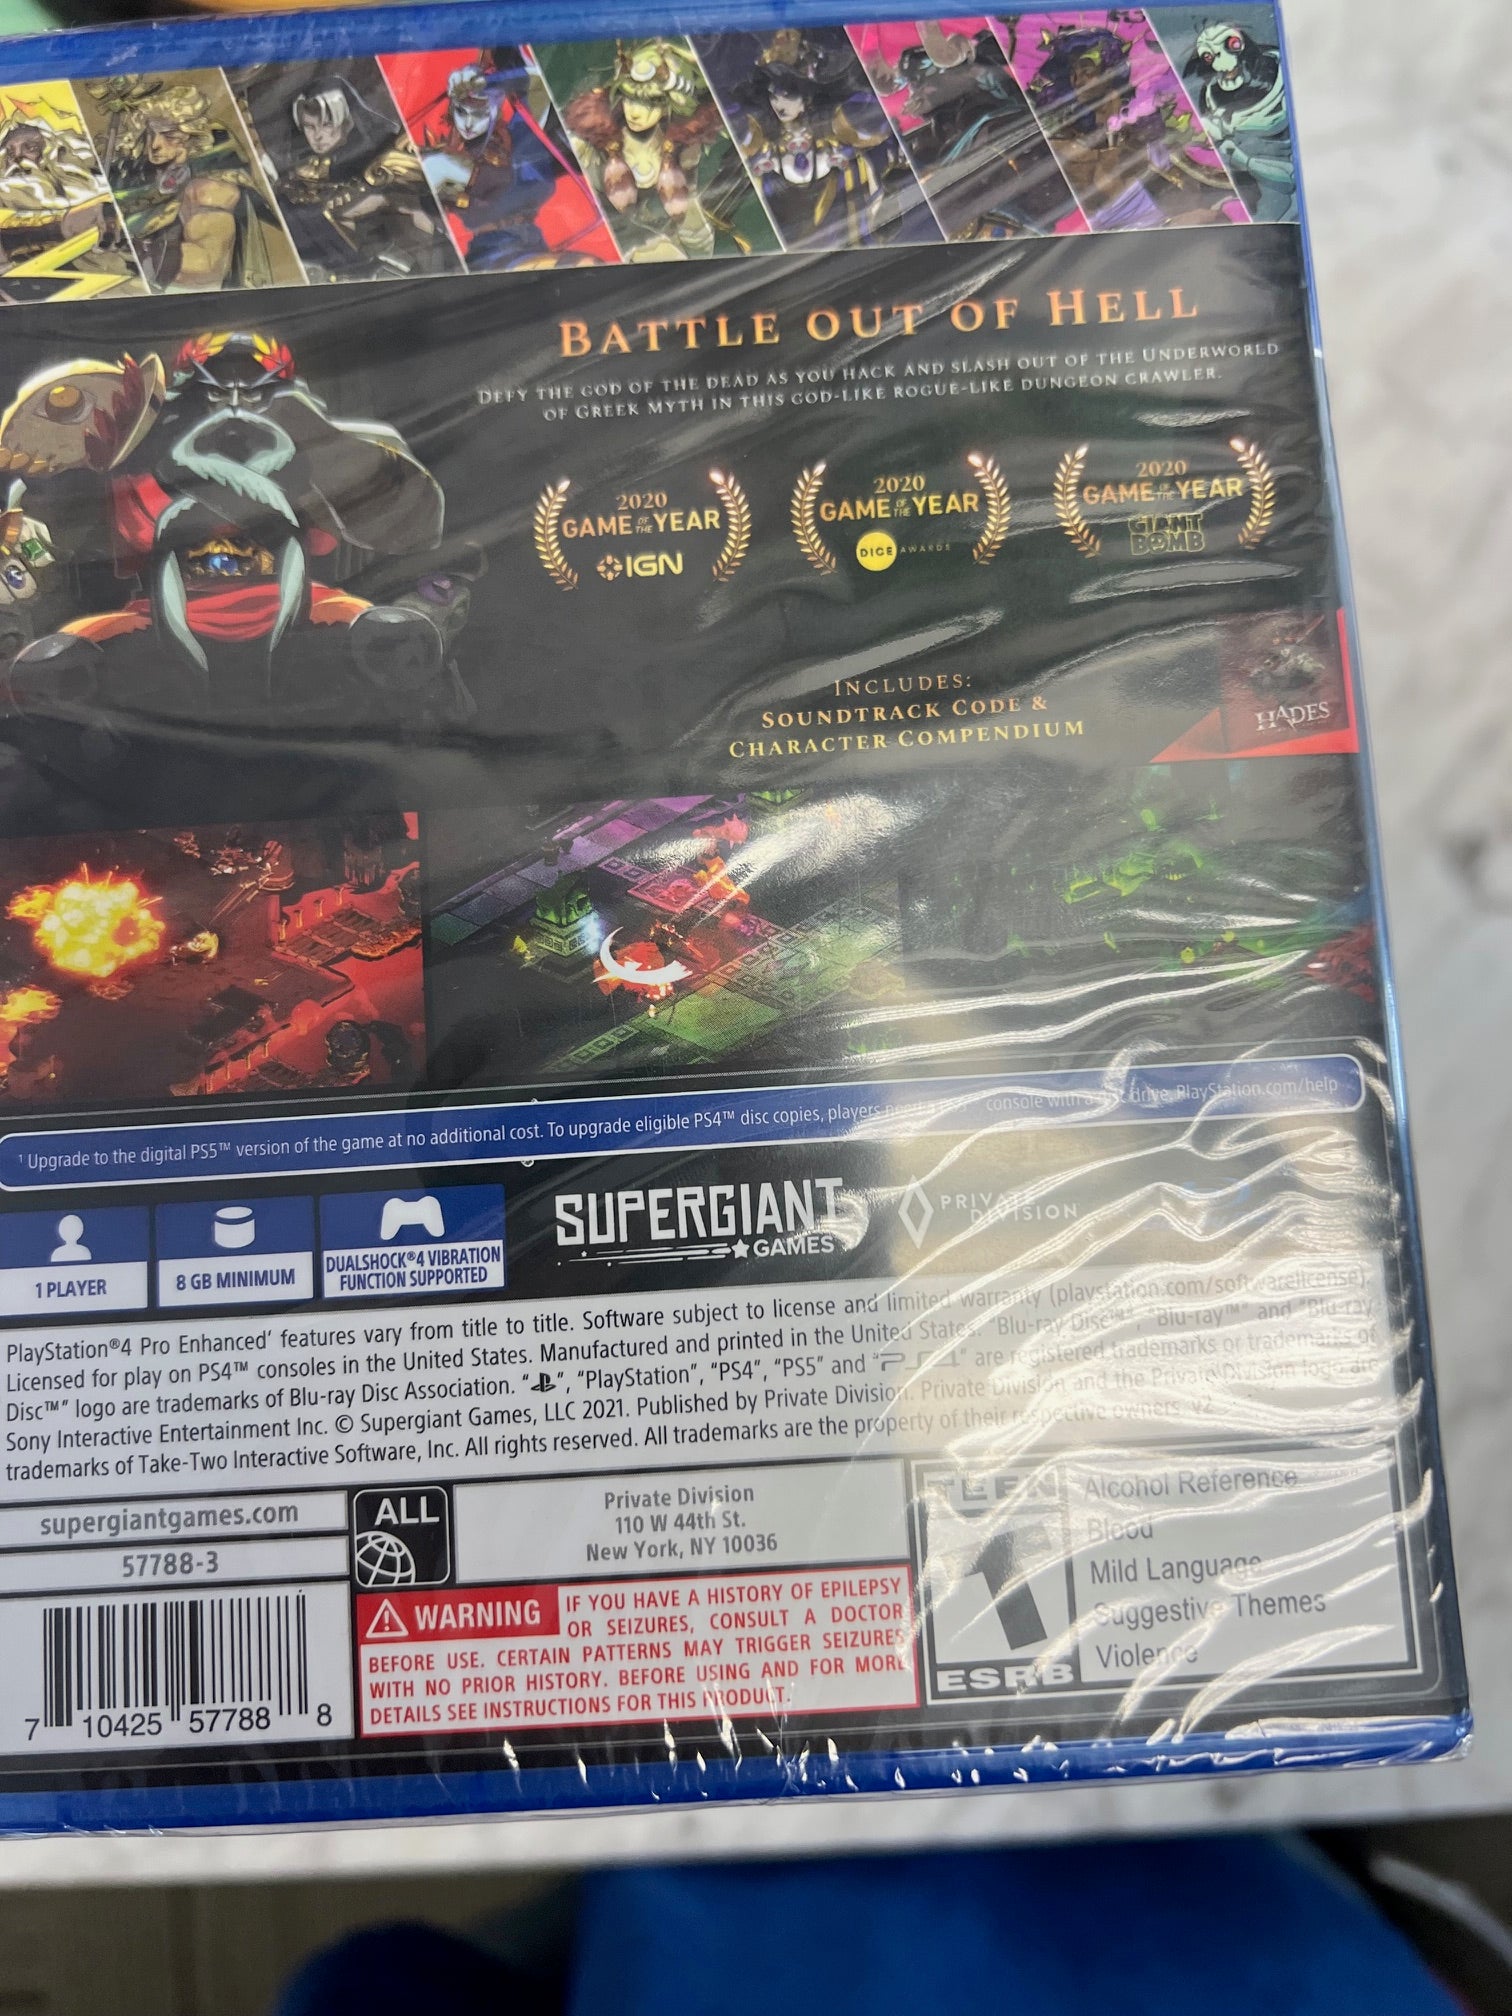 BATTLE OUT OF HELL
DEFY THE GOD OF THE DEAD AS YOU HACK AND SLASH OUT OF THE UNDERWORLD
OF GREEK MYTH IN THIS GOD-LIKE ROGUE-LIKE DUNGEON CRAWLER.
2020
GAME OF THE YEAR
IGN
2020
GAME OF THE YEAR
DICE AWARDS
2020
GAME OF THE YEAR
GIANT
BOMB
INCLUDES:
SOUNDTRACK CODE &
CHARACTER COMPENDIUM
HADES
¹ Upgrade to the digital PS5™ version of the game at no additional cost. To upgrade eligible PS4™ disc copies, players need a PS5™ console with a disc drive. PlayStation.com/help
1 PLAYER
8 GB MINIMUM
DUALSHOCK®4 VIBRATION
FUNCTION SUPPORTED
SUPERGIANT
GAMES
PRIVATE
DIVISION
PlayStation®4 Pro Enhanced' features vary from title to title. Software subject to license and limited warranty (playstation.com/softwarelicense).
Licensed for play on PS4™ consoles in the United States. Manufactured and printed in the United States. "Blu-ray Disc™", "Blu-ray™" and "Blu-ray
Disc™" logo are trademarks of Blu-ray Disc Association. "PS", "PlayStation", "PS4", "PS5" and "PS4" are registered trademarks or trademarks of
Sony Interactive Entertainment Inc. © Supergiant Games, LLC 2021. Published by Private Division. Private Division and the Private Division logo are
trademarks of Take-Two Interactive Software, Inc. All rights reserved. All trademarks are the property of their respective owners. v2
supergiantgames.com
57788-3
ALL
Private Division
110 W 44th St.
New York, NY 10036
WARNING IF YOU HAVE A HISTORY OF EPILEPSY
OR SEIZURES, CONSULT A DOCTOR
BEFORE USE. CERTAIN PATTERNS MAY TRIGGER SEIZURES
WITH NO PRIOR HISTORY. BEFORE USING AND FOR MORE
DETAILS SEE INSTRUCTIONS FOR THIS PRODUCT.
TEEN
T
ESRB
Alcohol Reference
Blood
Mild Language
Suggestive Themes
Violence
7 10425 57788 8